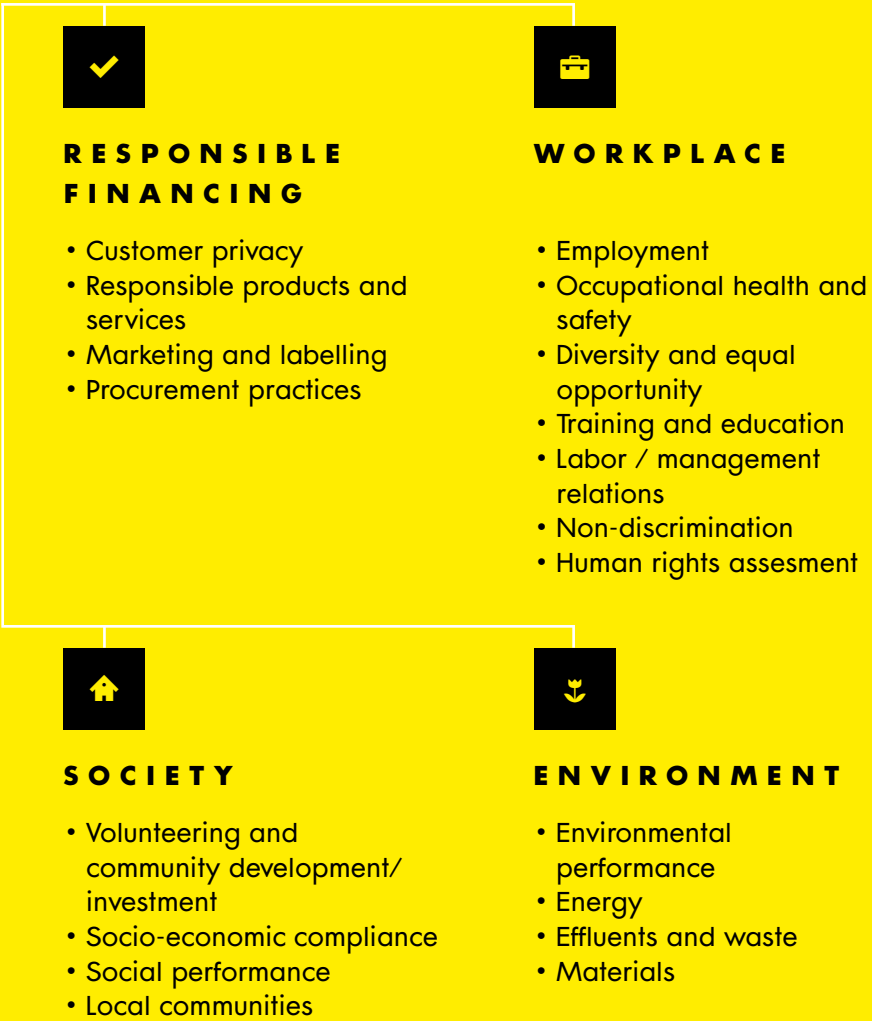 RESPONSIBLE
FINANCING
• Customer privacy
• Responsible products and
services
• Marketing and labelling
• Procurement practices
WORKPLACE
• Employment
• Occupational health and
safety
• Diversity and equal
opportunity
• Training and education
• Labor / management
relations
• Non-discrimination
• Human rights assesment
SOCIETY
• Volunteering and
community development/
investment
• Socio-economic compliance
• Social performance
• Local communities
ENVIRONMENT
• Environmental
performance
• Energy
• Effluents and waste
• Materials